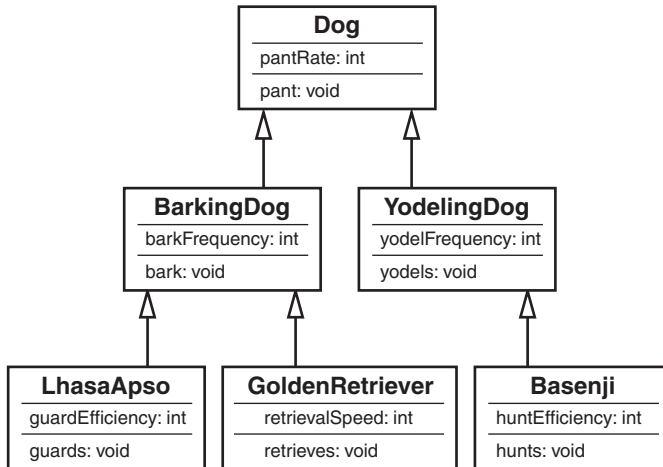 Dog
pantRate: int
pant: void
BarkingDog
barkFrequency: int
bark: void
YodelingDog
yodelFrequency: int
yodels: void
LhasaApso
guardEfficiency: int
guards: void
GoldenRetriever
retrievalSpeed: int
retrieves: void
Basenji
huntEfficiency: int
hunts: void